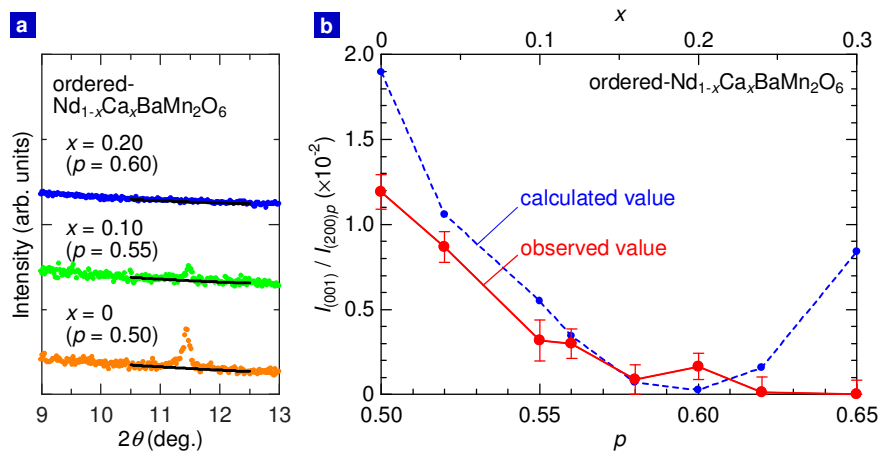 a
ordered-
Nd1-xCaxBaMn2O6
x = 0.20
(p = 0.60)
x = 0.10
(p = 0.55)
x = 0
(p = 0.50)
Intensity (arb. units)
9 10 11 12 13
2θ (deg.)
b
x
0 0.1 0.2 0.3
ordered-Nd1-xCaxBaMn2O6
calculated value
observed value
I(001) / I(200)p (×10-2)
2.0
1.5
1.0
0.5
0
0.50 0.55 0.60 0.65
p